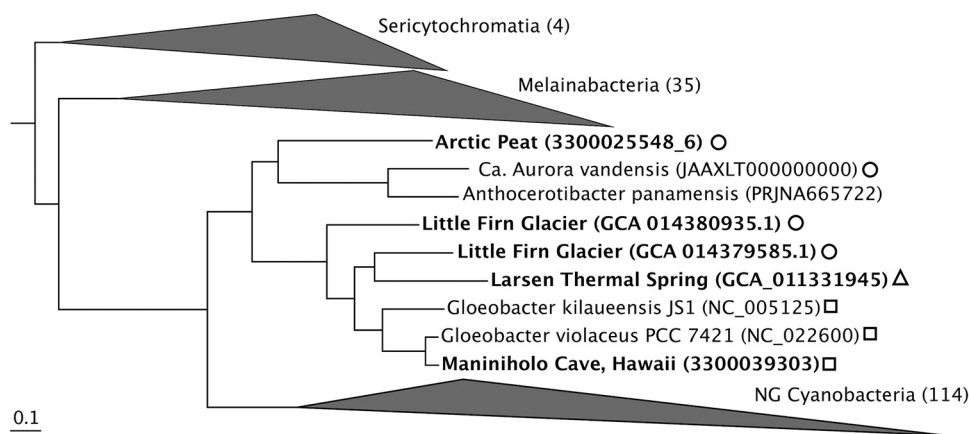 Sericytochromatia (4)
Melainabacteria (35)
Arctic Peat (3300025548_6)
Ca. Aurora vandensis (JAAXLT000000000)
Anthocerotibacter panamensis (PRJNA665722)
Little Firn Glacier (GCA 014380935.1)
Little Firn Glacier (GCA 014379585.1)
Larsen Thermal Spring (GCA_011331945)
Gloeobacter kilaueensis JS1 (NC_005125)
Gloeobacter violaceus PCC 7421 (NC_022600)
Maniniholo Cave, Hawaii (3300039303)
NG Cyanobacteria (114)
0.1